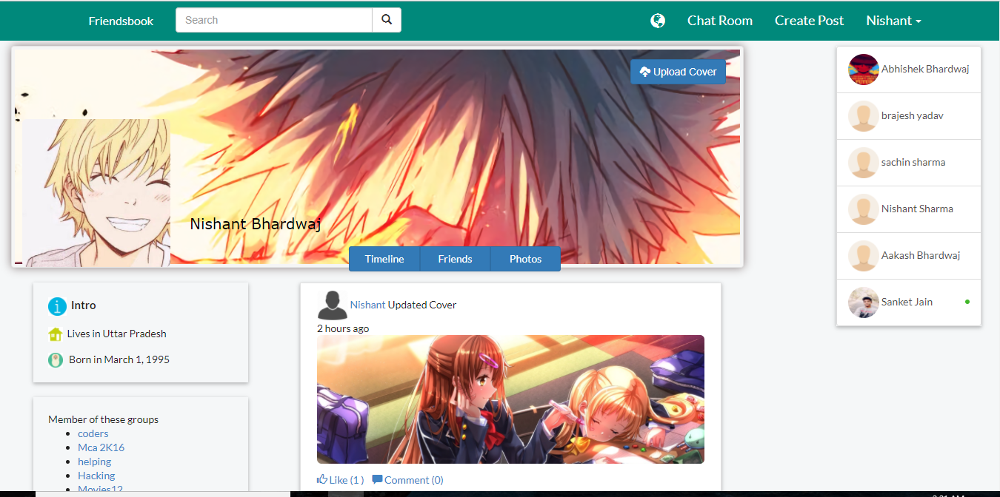 Friendsbook Search Chat Room Create Post Nishant
Upload Cover
Nishant Bhardwaj
Timeline Friends Photos
Abhishek Bhardwaj
brajesh yadav
sachin sharma
Nishant Sharma
Aakash Bhardwaj
Sanket Jain
Intro
Lives in Uttar Pradesh
Born in March 1, 1995
Member of these groups
coders
Mca 2K16
helping
Hacking
Movies12
Nishant Updated Cover
2 hours ago
Like (1 ) Comment (0)